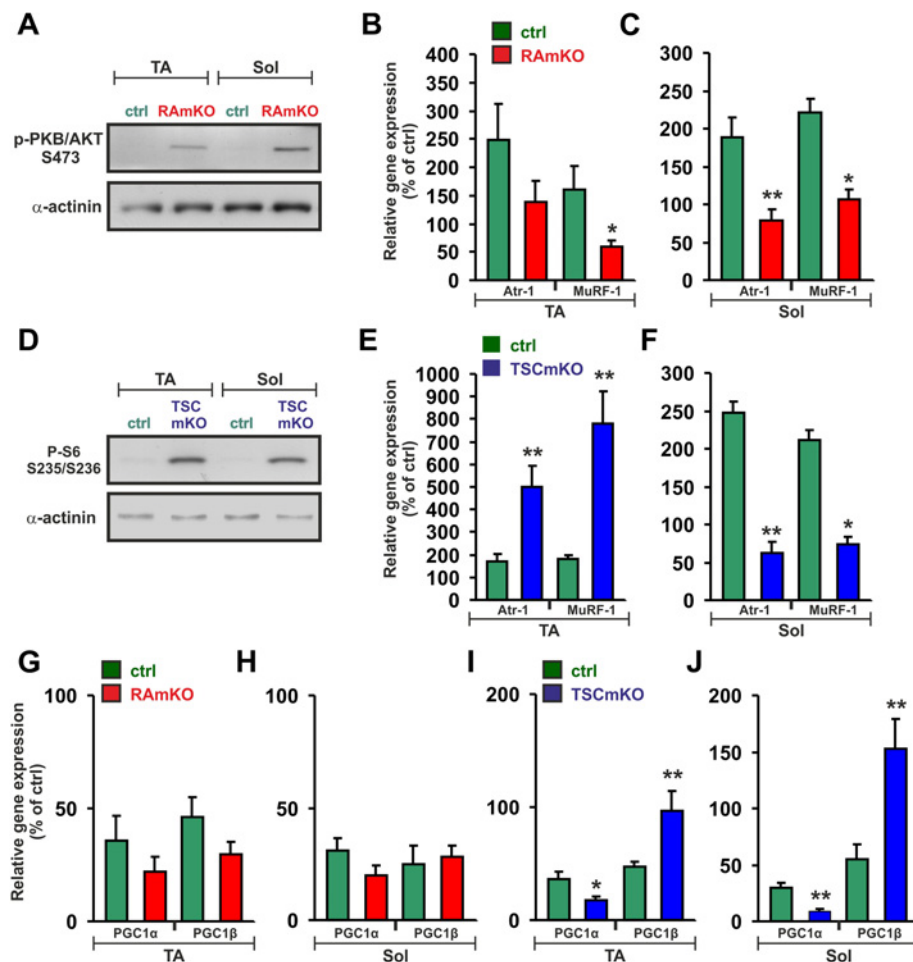 A
TA
Sol
ctrl RAmKO ctrl RAmKO
p-PKB/AKT
S473
α-actinin
B
ctrl
RAmKO
Relative gene expression
(% of ctrl)
400
350
300
250
200
150
100
50
0
*
Atr-1
MuRF-1
TA
C
300
250
200
150
100
50
0
**
*
Atr-1
MuRF-1
Sol
D
TA
Sol
ctrl
TSC
mKO
ctrl
TSC
mKO
P-S6
S235/S236
α-actinin
E
ctrl
TSCmKO
Relative gene expression
(% of ctrl)
1000
900
800
700
600
500
400
300
200
100
0
**
**
Atr-1
MuRF-1
TA
F
300
250
200
150
100
50
0
**
*
Atr-1
MuRF-1
Sol
G
ctrl
RAmKO
Relative gene expression
(% of ctrl)
100
50
0
PGC1α
PGC1β
TA
H
100
50
0
PGC1α
PGC1β
Sol
I
ctrl
TSCmKO
200
100
0
*
**
PGC1α
PGC1β
TA
J
200
150
100
50
0
**
**
PGC1α
PGC1β
Sol